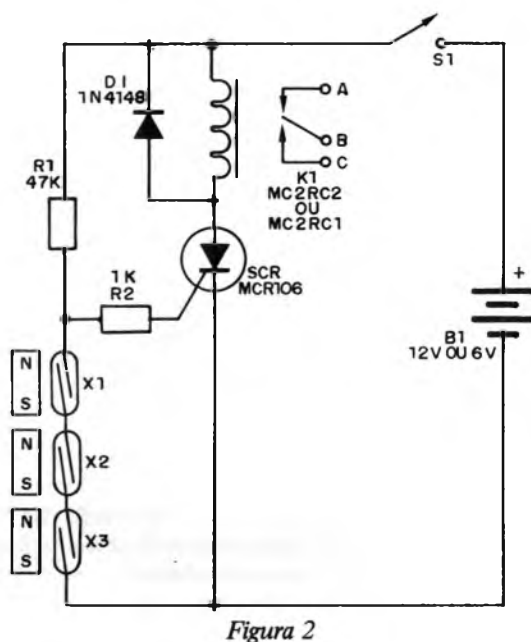 S1
D1
1N4148
A
B
C
K1
MC2RC2
OU
MC2RC1
R1
47K
SCR
MCR106
1K
R2
+
B1
12V OU 6V
N
S
X1
N
S
X2
N
S
X3
Figura 2